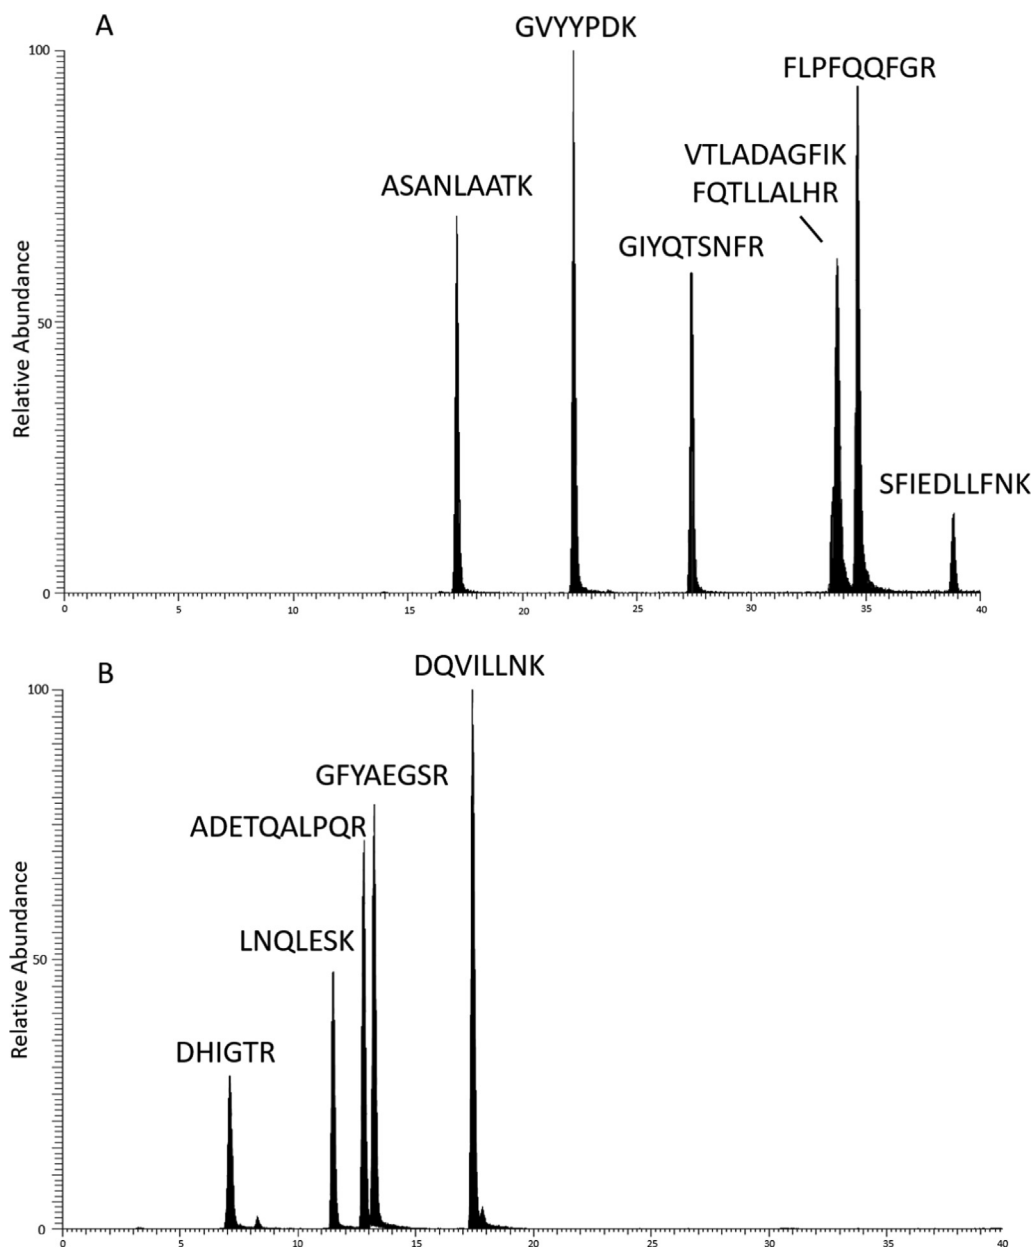 A
GVYYPDK
FLPFQQFGR
VTLADAGFIK
ASANLAATK
FQTLLALHR
GIYQTSNFR
SFIEDLLFNK
Relative Abundance
100
50
0
0 5 10 15 20 25 30 35 40
B
DQVILLNK
GFYAEGSR
ADETQALPQR
LNQLESK
DHIGTR
Relative Abundance
100
50
0
0 5 10 15 20 25 30 35 40